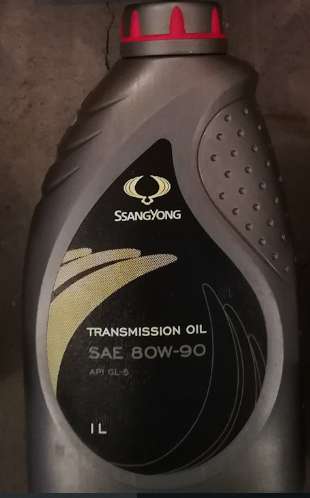 SSANGYONG
TRANSMISSION OIL
SAE 80W-90
API GL-5
1L